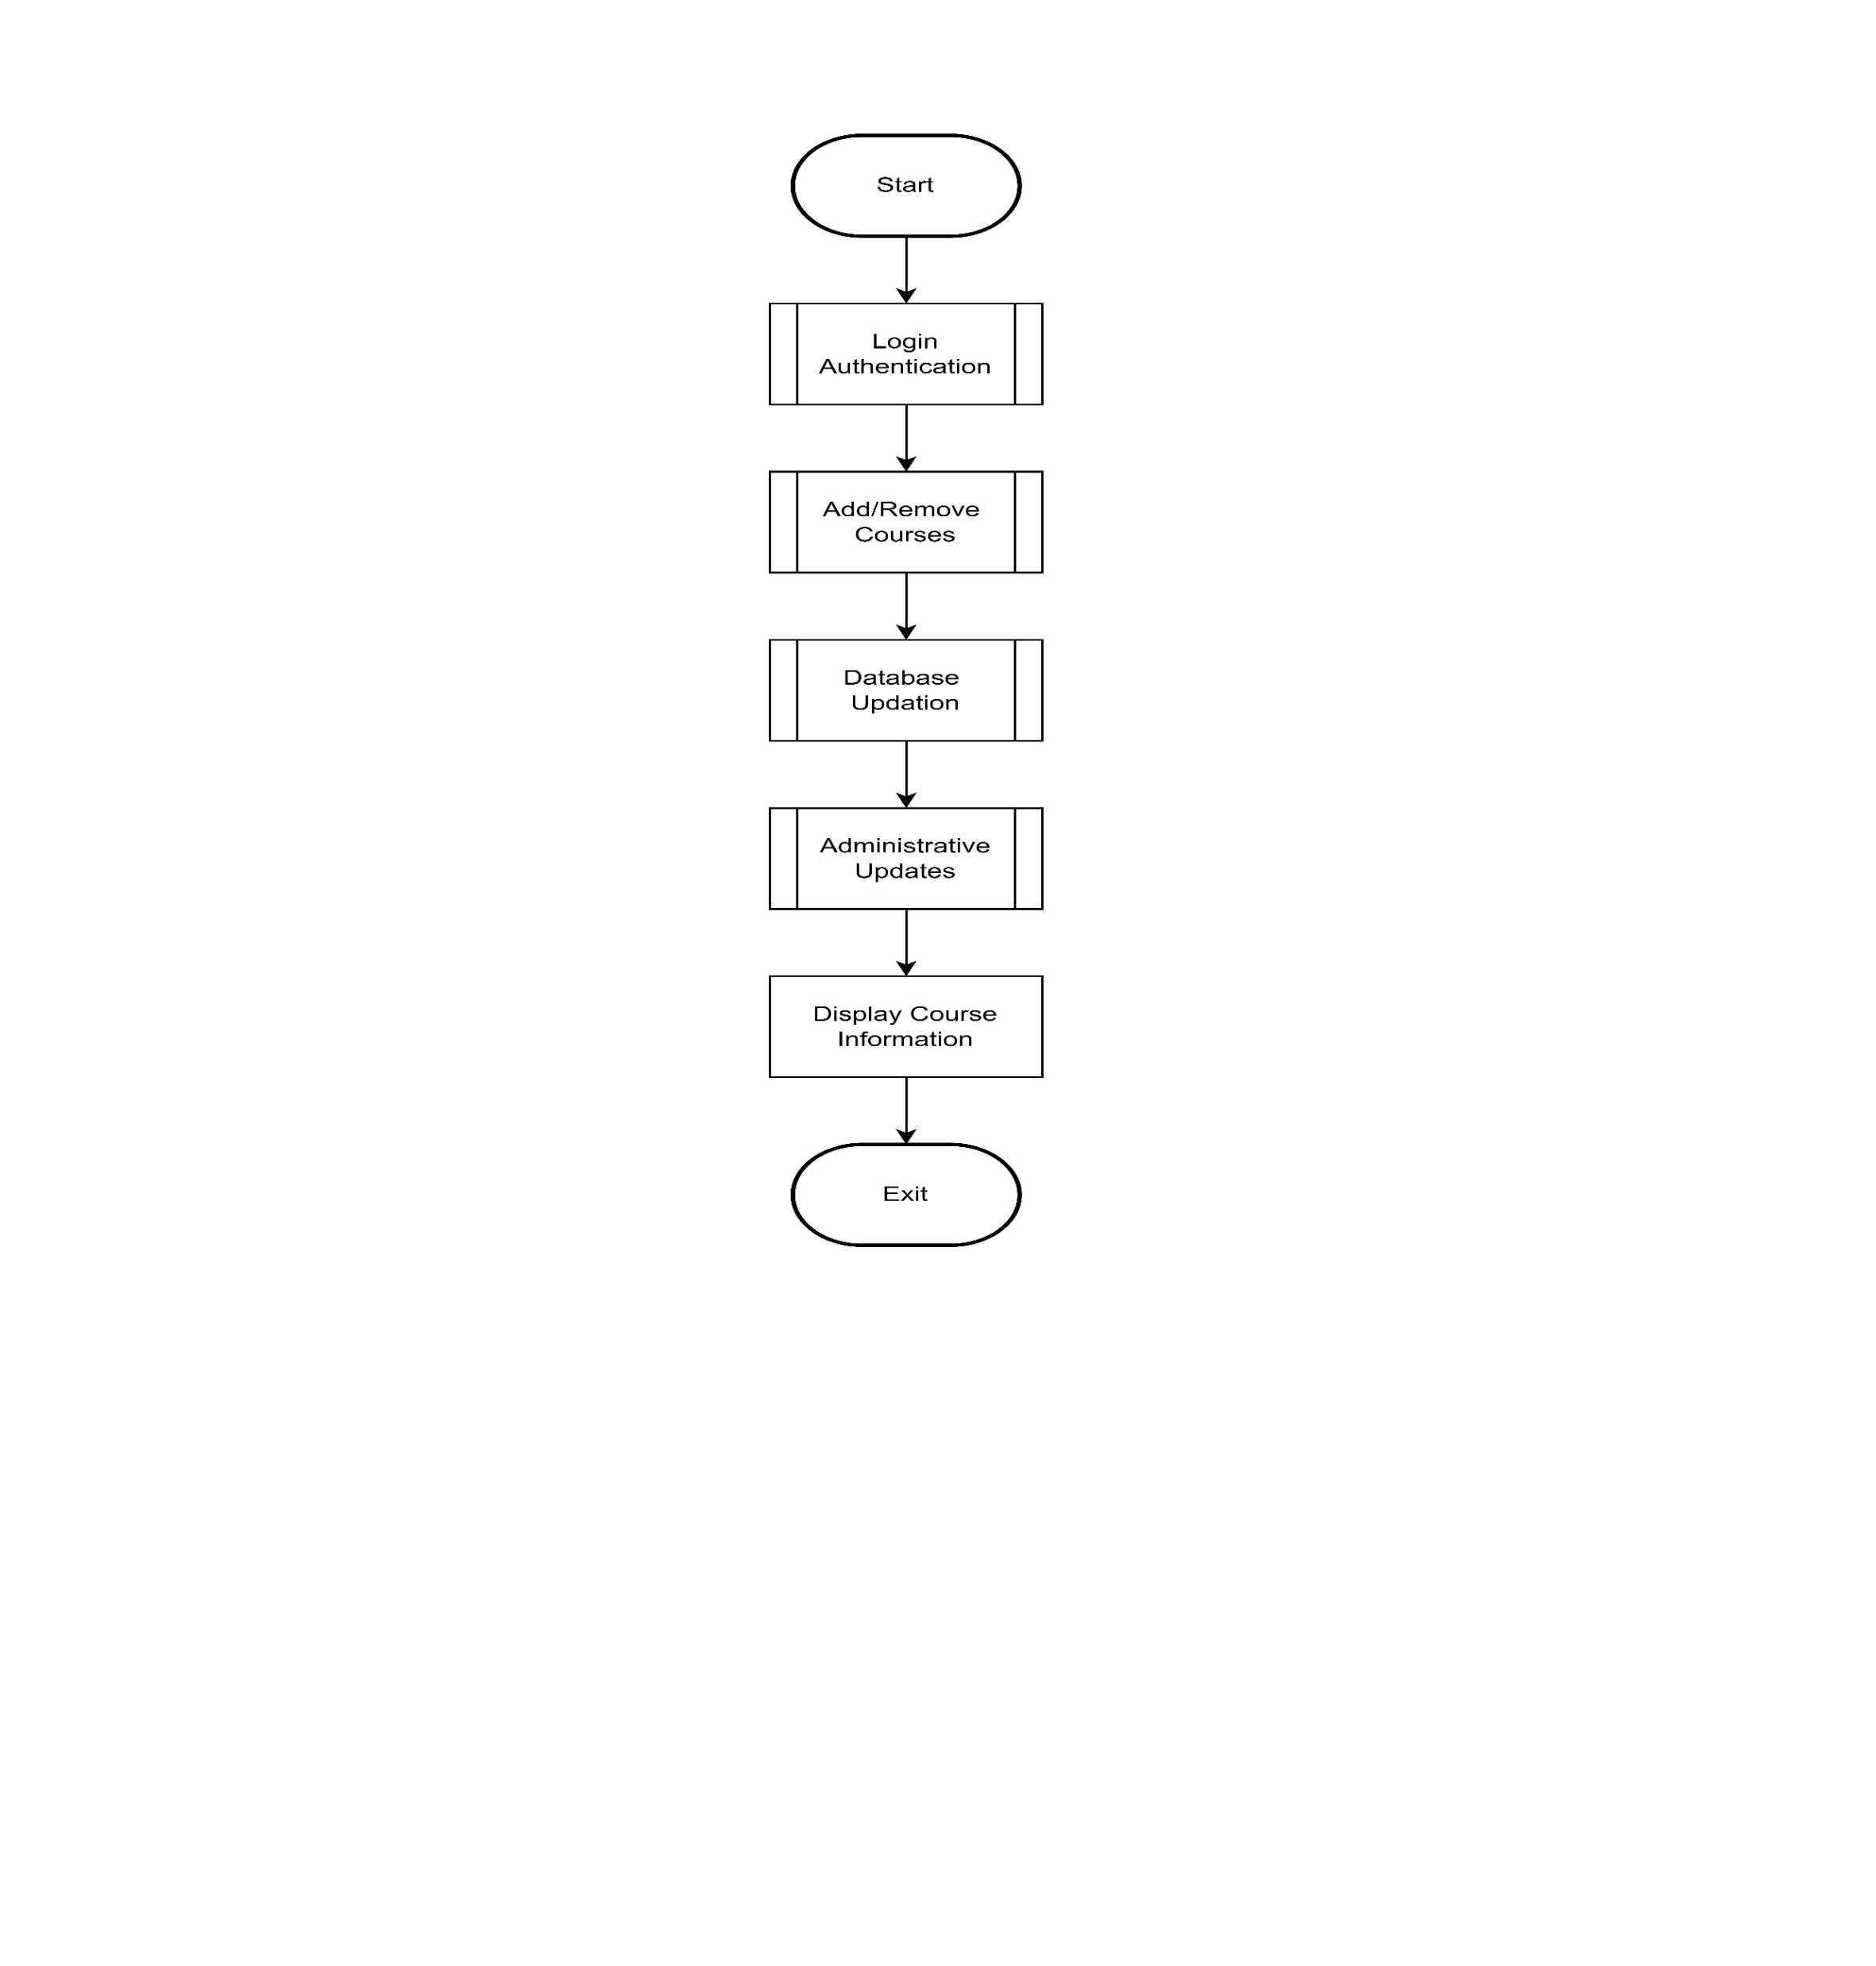 Start
Login
Authentication
Add/Remove
Courses
Database
Updation
Administrative
Updates
Display Course
Information
Exit